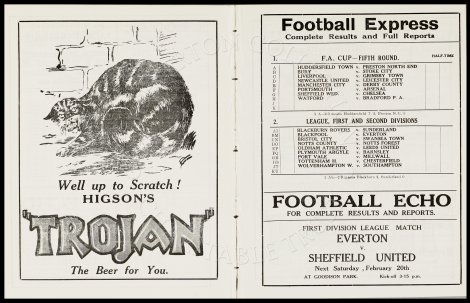 Well up to Scratch!
HIGSON'S
"TROJAN"
The Beer for You.
Football Express
Complete Results and Full Reports
HALF-TIME
1. F.A. CUP—FIFTH ROUND.
A HUDDERSFIELD TOWN v. PRESTON NORTH END
B BURY v. STOKE CITY
C LIVERPOOL v. GRIMSBY TOWN
D NEWCASTLE UNITED v. LEICESTER CITY
E MANCHESTER CITY v. DERBY COUNTY
F PORTSMOUTH v. ARSENAL
G SHEFFIELD WED. v. CHELSEA
H WATFORD v. BRADFORD P. A.
2. LEAGUE, FIRST AND SECOND DIVISIONS
BLACKBURN ROVERS v. SUNDERLAND
BLACKPOOL v. EVERTON
BRISTOL CITY v. SWANSEA TOWN
NOTTS COUNTY v. NOTTS FOREST
OLDHAM ATHLETIC v. LEEDS UNITED
PLYMOUTH ARGYLE v. BARNSLEY
PORT VALE v. MILLWALL
TOTTENHAM H v. CHESTERFIELD
WOLVERHAMPTON W. v. SOUTHAMPTON
FOOTBALL ECHO
FOR COMPLETE RESULTS AND REPORTS.
FIRST DIVISION LEAGUE MATCH
EVERTON
v.
SHEFFIELD UNITED
Next Saturday, February 20th
AT GOODISON PARK. Kick-off 3-15 p.m.